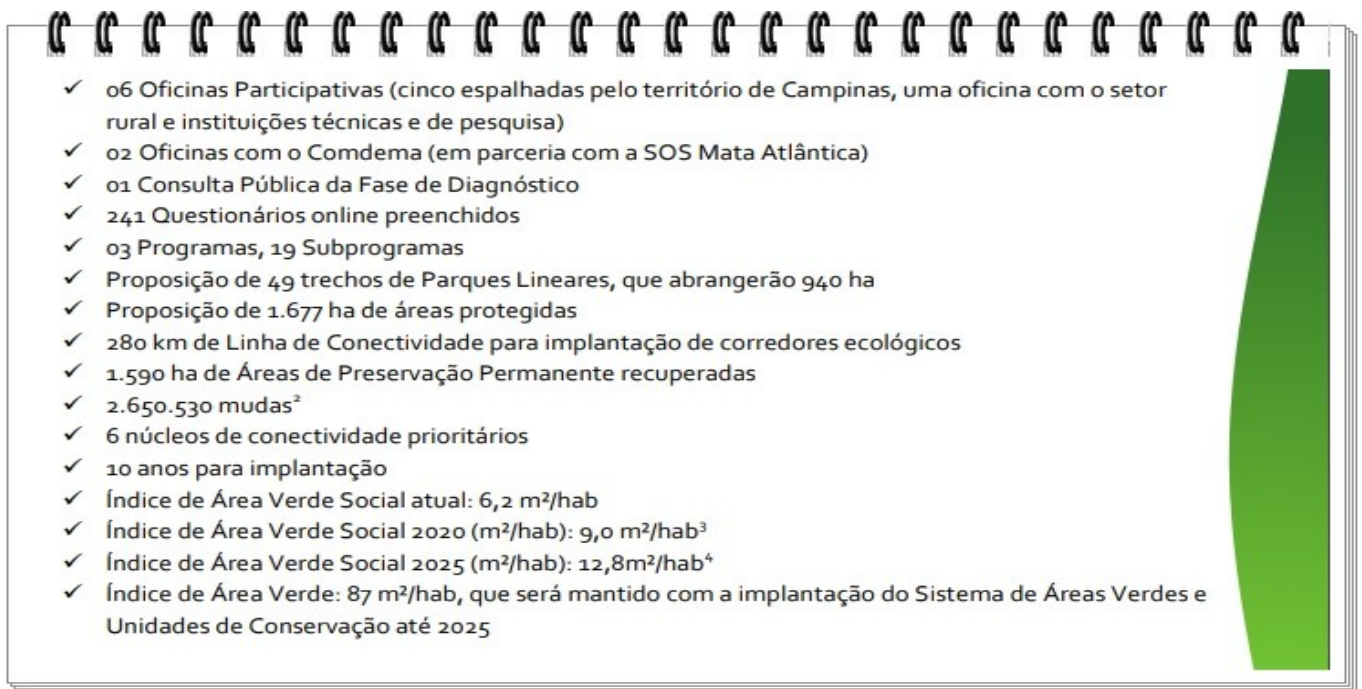 ✓ 06 Oficinas Participativas (cinco espalhadas pelo território de Campinas, uma oficina com o setor
rural e instituições técnicas e de pesquisa)
✓ 02 Oficinas com o Comdema (em parceria com a SOS Mata Atlântica)
✓ 01 Consulta Pública da Fase de Diagnóstico
✓ 241 Questionários online preenchidos
✓ 03 Programas, 19 Subprogramas
✓ Proposição de 49 trechos de Parques Lineares, que abrangerão 940 ha
✓ Proposição de 1.677 ha de áreas protegidas
✓ 280 km de Linha de Conectividade para implantação de corredores ecológicos
✓ 1.590 ha de Áreas de Preservação Permanente recuperadas
✓ 2.650.530 mudas²
✓ 6 núcleos de conectividade prioritários
✓ 10 anos para implantação
✓ Índice de Área Verde Social atual: 6,2 m²/hab
✓ Índice de Área Verde Social 2020 (m²/hab): 9,0 m²/hab³
✓ Índice de Área Verde Social 2025 (m²/hab): 12,8m²/hab⁴
✓ Índice de Área Verde: 87 m²/hab, que será mantido com a implantação do Sistema de Áreas Verdes e
Unidades de Conservação até 2025